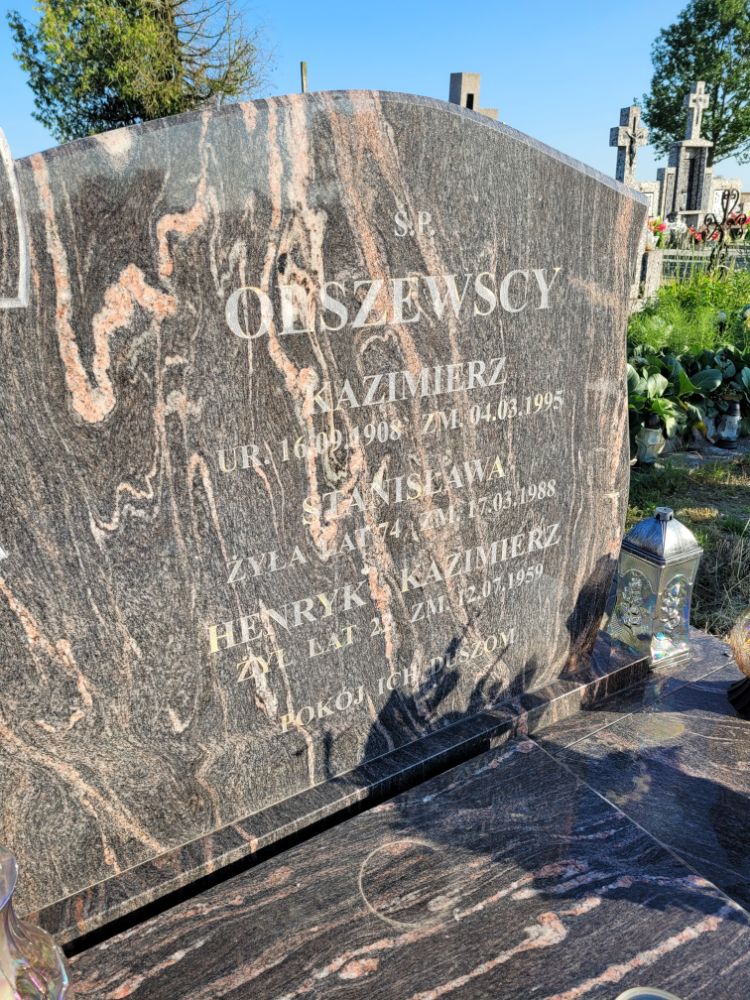 Ś.P.
OLSZEWSCY
KAZIMIERZ
UR. 16.09.1908 ZM. 04.03.1995
STANISŁAWA
ŻYŁA LAT 74 ZM. 17.03.1988
HENRYK KAZIMIERZ
ŻYŁ LAT ZM. 12.07.1959
POKÓJ ICH DUSZOM